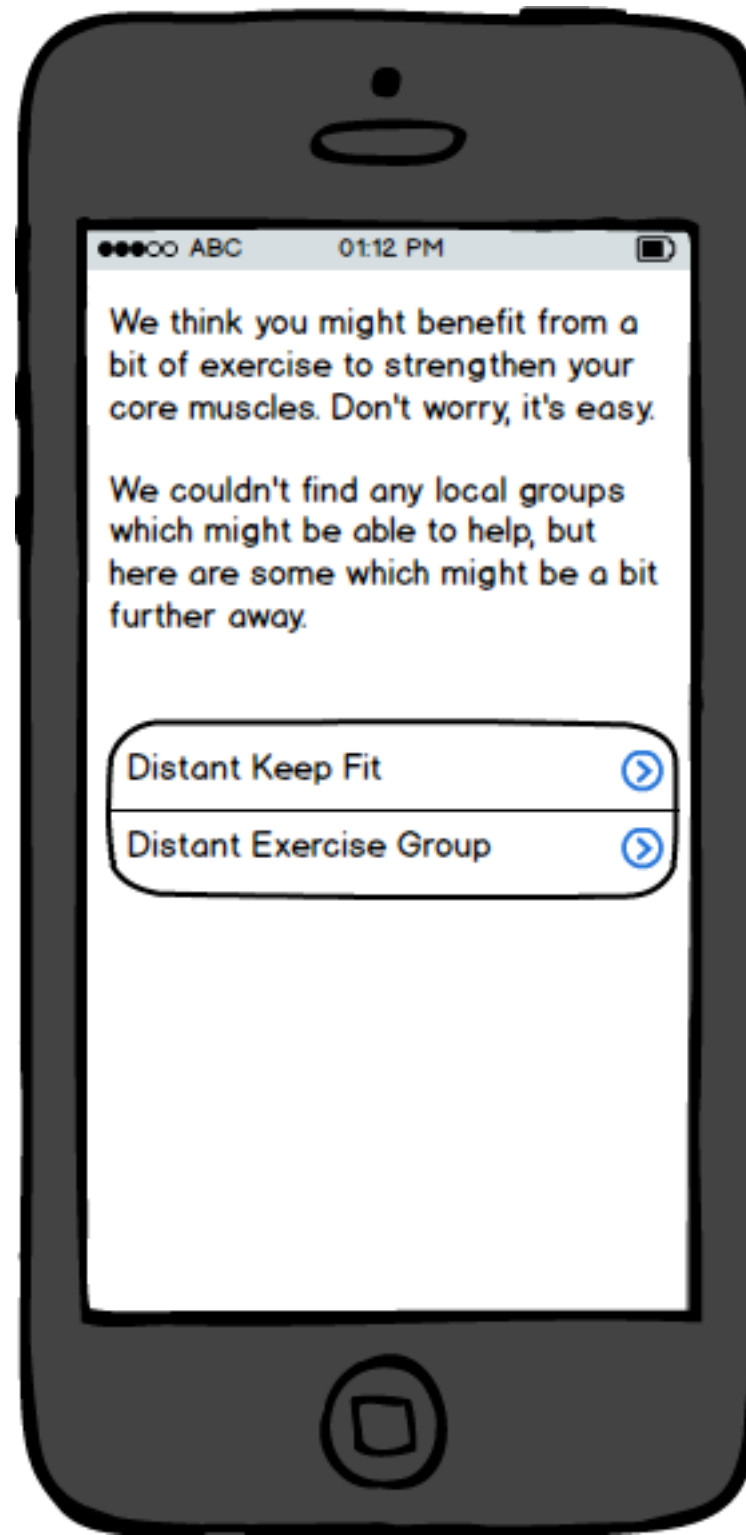 ABC 01:12 PM
We think you might benefit from a
bit of exercise to strengthen your
core muscles. Don't worry, it's easy.
We couldn't find any local groups
which might be able to help, but
here are some which might be a bit
further away.
Distant Keep Fit
Distant Exercise Group